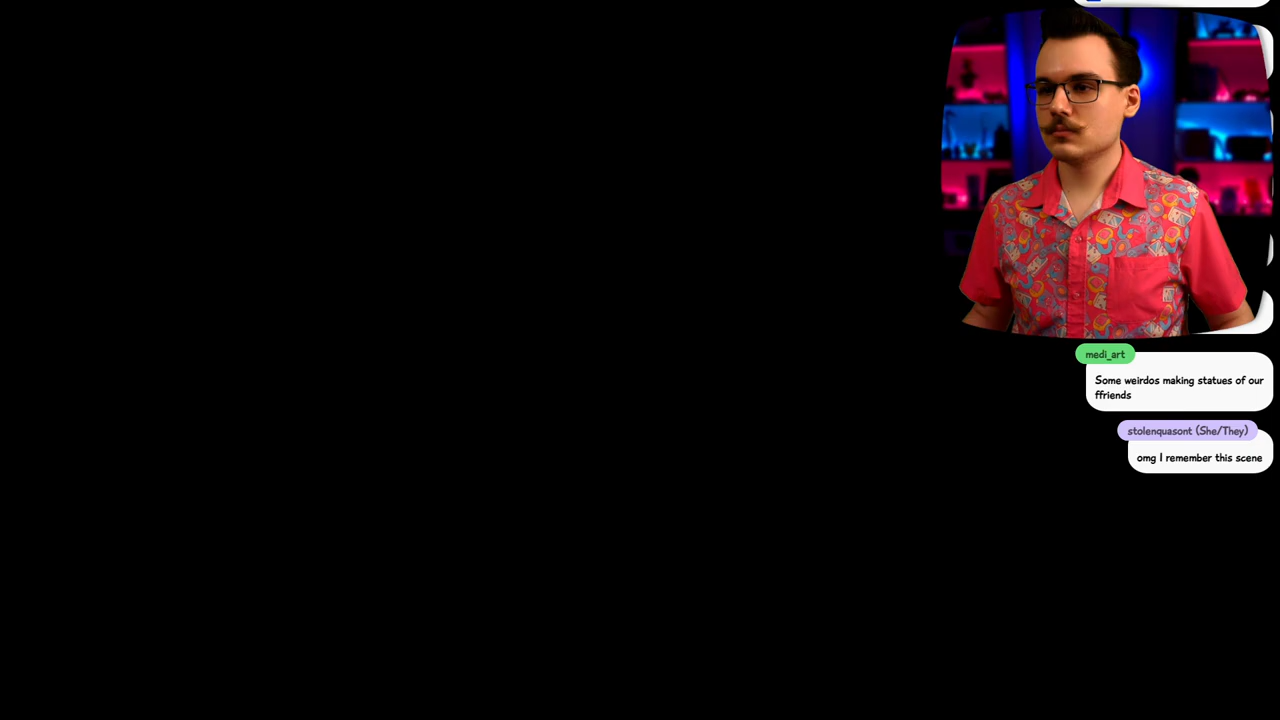 medi_art
Some weirdos making statues of our
ffriends
stolenquasont (She/They)
omg I remember this scene